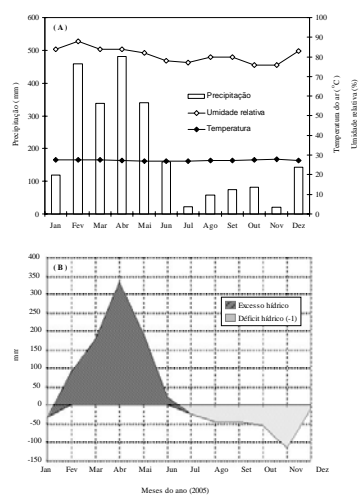 ( A )
600
500
400
300
200
100
0
Precipitação (mm)
Jan Fev Mar Abr Mai Jun Jul Ago Set Out Nov Dez
100
90
80
70
60
50
40
30
20
10
0
Temperatura do ar (°C)
Umidade relativa (%)
Precipitação
Umidade relativa
Temperatura
( B )
400
350
300
250
200
150
100
50
0
-50
-100
-150
mm
Excesso hídrico
Déficit hídrico (-1)
Jan Fev Mar Abr Mai Jun Jul Ago Set Out Nov Dez
Meses do ano (2005)